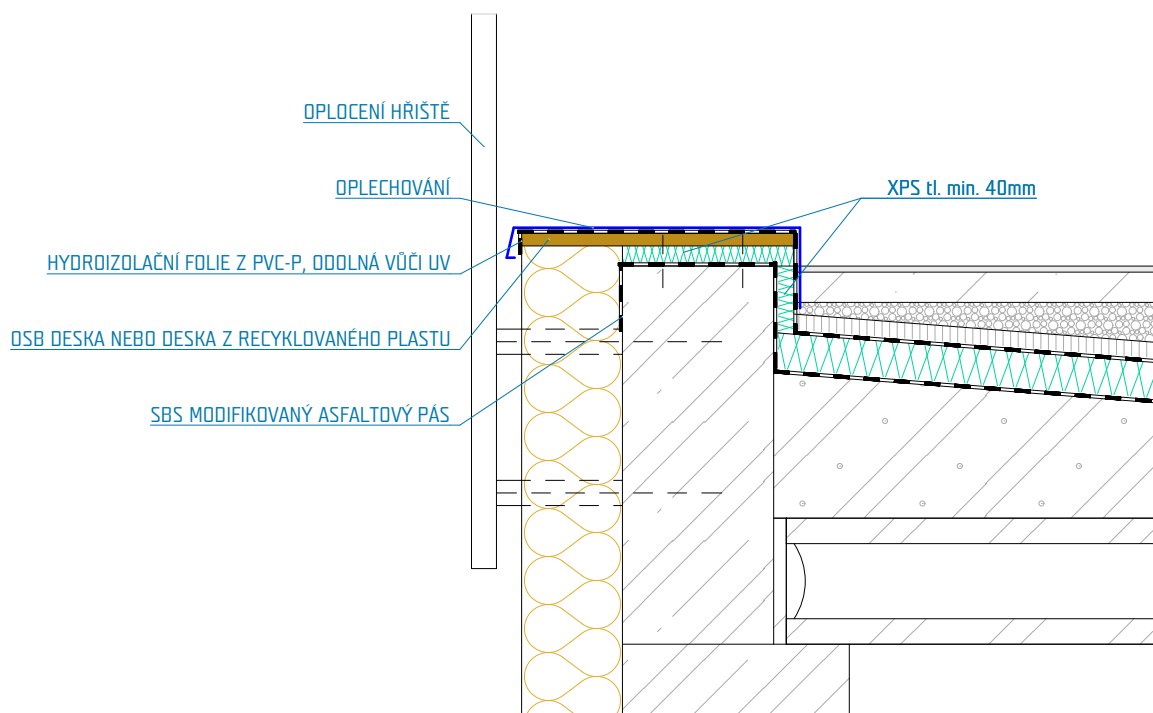 OPLOCENÍ HŘIŠTĚ
OPLECHOVÁNÍ
XPS tl. min. 40mm
HYDROIZOLAČNÍ FOLIE Z PVC-P, ODOLNÁ VŮČI UV
OSB DESKA NEBO DESKA Z RECYKLOVANÉHO PLASTU
SBS MODIFIKOVANÝ ASFALTOVÝ PÁS